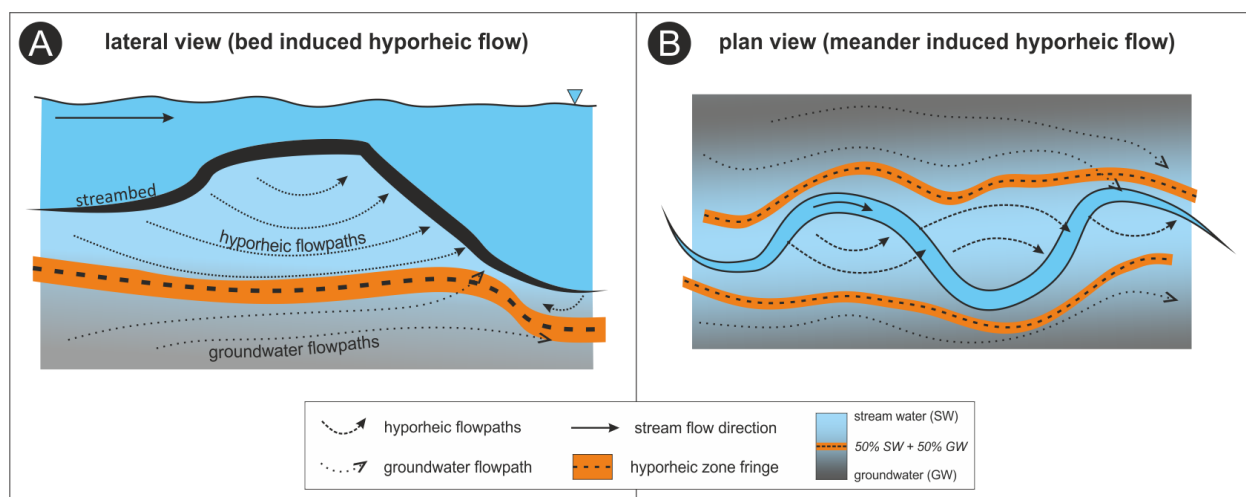 A
lateral view (bed induced hyporheic flow)
streambed
hyporheic flowpaths
groundwater flowpaths
B
plan view (meander induced hyporheic flow)
hyporheic flowpaths
stream flow direction
groundwater flowpath
hyporheic zone fringe
stream water (SW)
50% SW + 50% GW
groundwater (GW)